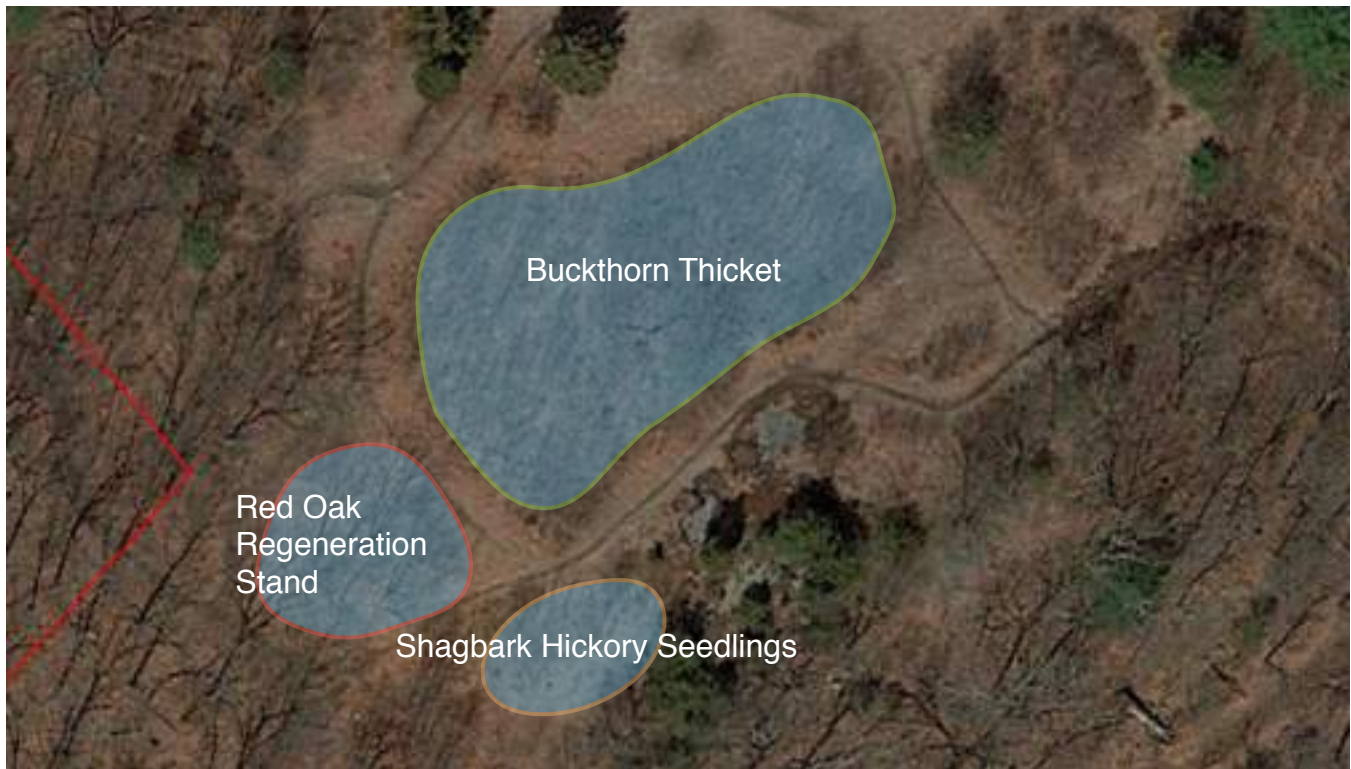 Buckthorn Thicket
Red Oak
Regeneration
Stand
Shagbark Hickory Seedlings